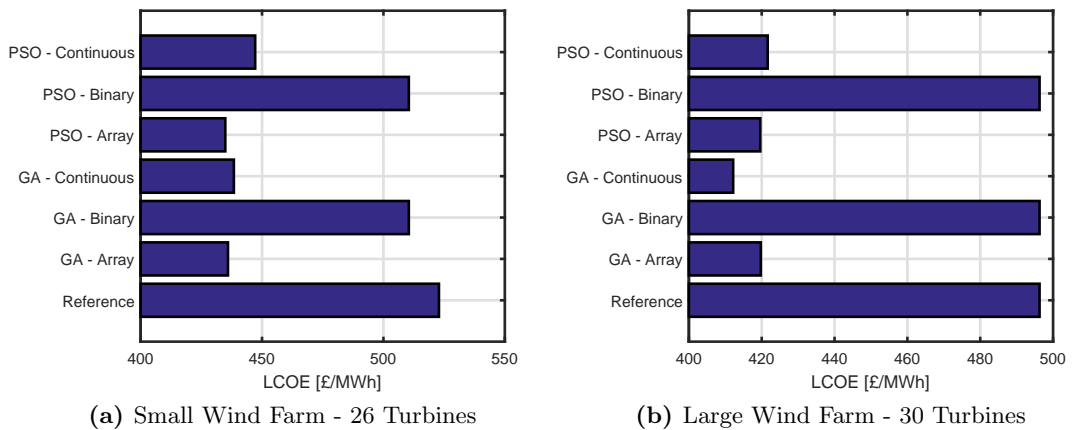 PSO - Continuous
PSO - Binary
PSO - Array
GA - Continuous
GA - Binary
GA - Array
Reference
400 450 500 550
LCOE [£/MWh]
(a) Small Wind Farm - 26 Turbines
PSO - Continuous
PSO - Binary
PSO - Array
GA - Continuous
GA - Binary
GA - Array
Reference
400 420 440 460 480 500
LCOE [£/MWh]
(b) Large Wind Farm - 30 Turbines